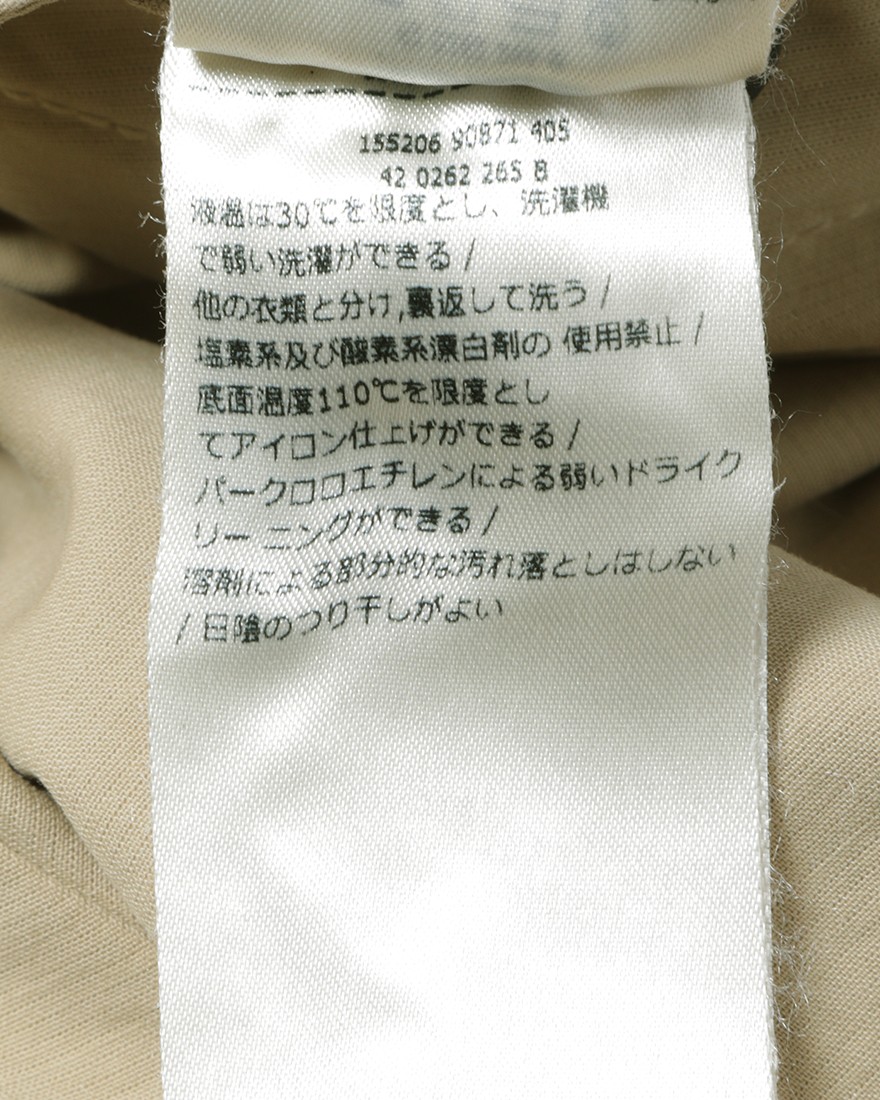 155206 90871 405
42 0262 265 B
液温は30℃を限度とし、洗濯機
で弱い洗濯ができる /
他の衣類と分け,裏返して洗う /
塩素系及び酸素系漂白剤の 使用禁止 /
底面温度110℃を限度とし
てアイロン仕上げができる /
パークロロエチレンによる弱いドライク
リー ニングができる /
溶剤による部分的な汚れ落としはしない
/ 日陰のつり干しがよい